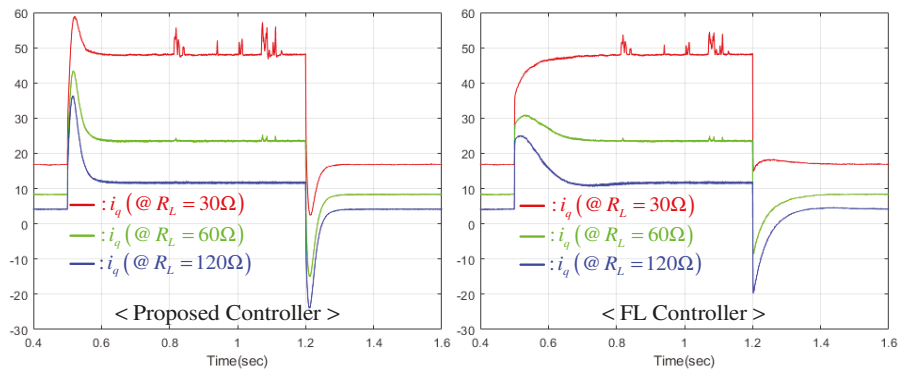 60
50
40
30
20
10
0
-10
-20
-30
: i_q (@ R_L = 30Ω)
: i_q (@ R_L = 60Ω)
: i_q (@ R_L = 120Ω)
< Proposed Controller >
0.4 0.6 0.8 1 1.2 1.4 1.6
Time(sec)
60
50
40
30
20
10
0
-10
-20
-30
: i_q (@ R_L = 30Ω)
: i_q (@ R_L = 60Ω)
: i_q (@ R_L = 120Ω)
< FL Controller >
0.4 0.6 0.8 1 1.2 1.4 1.6
Time(sec)